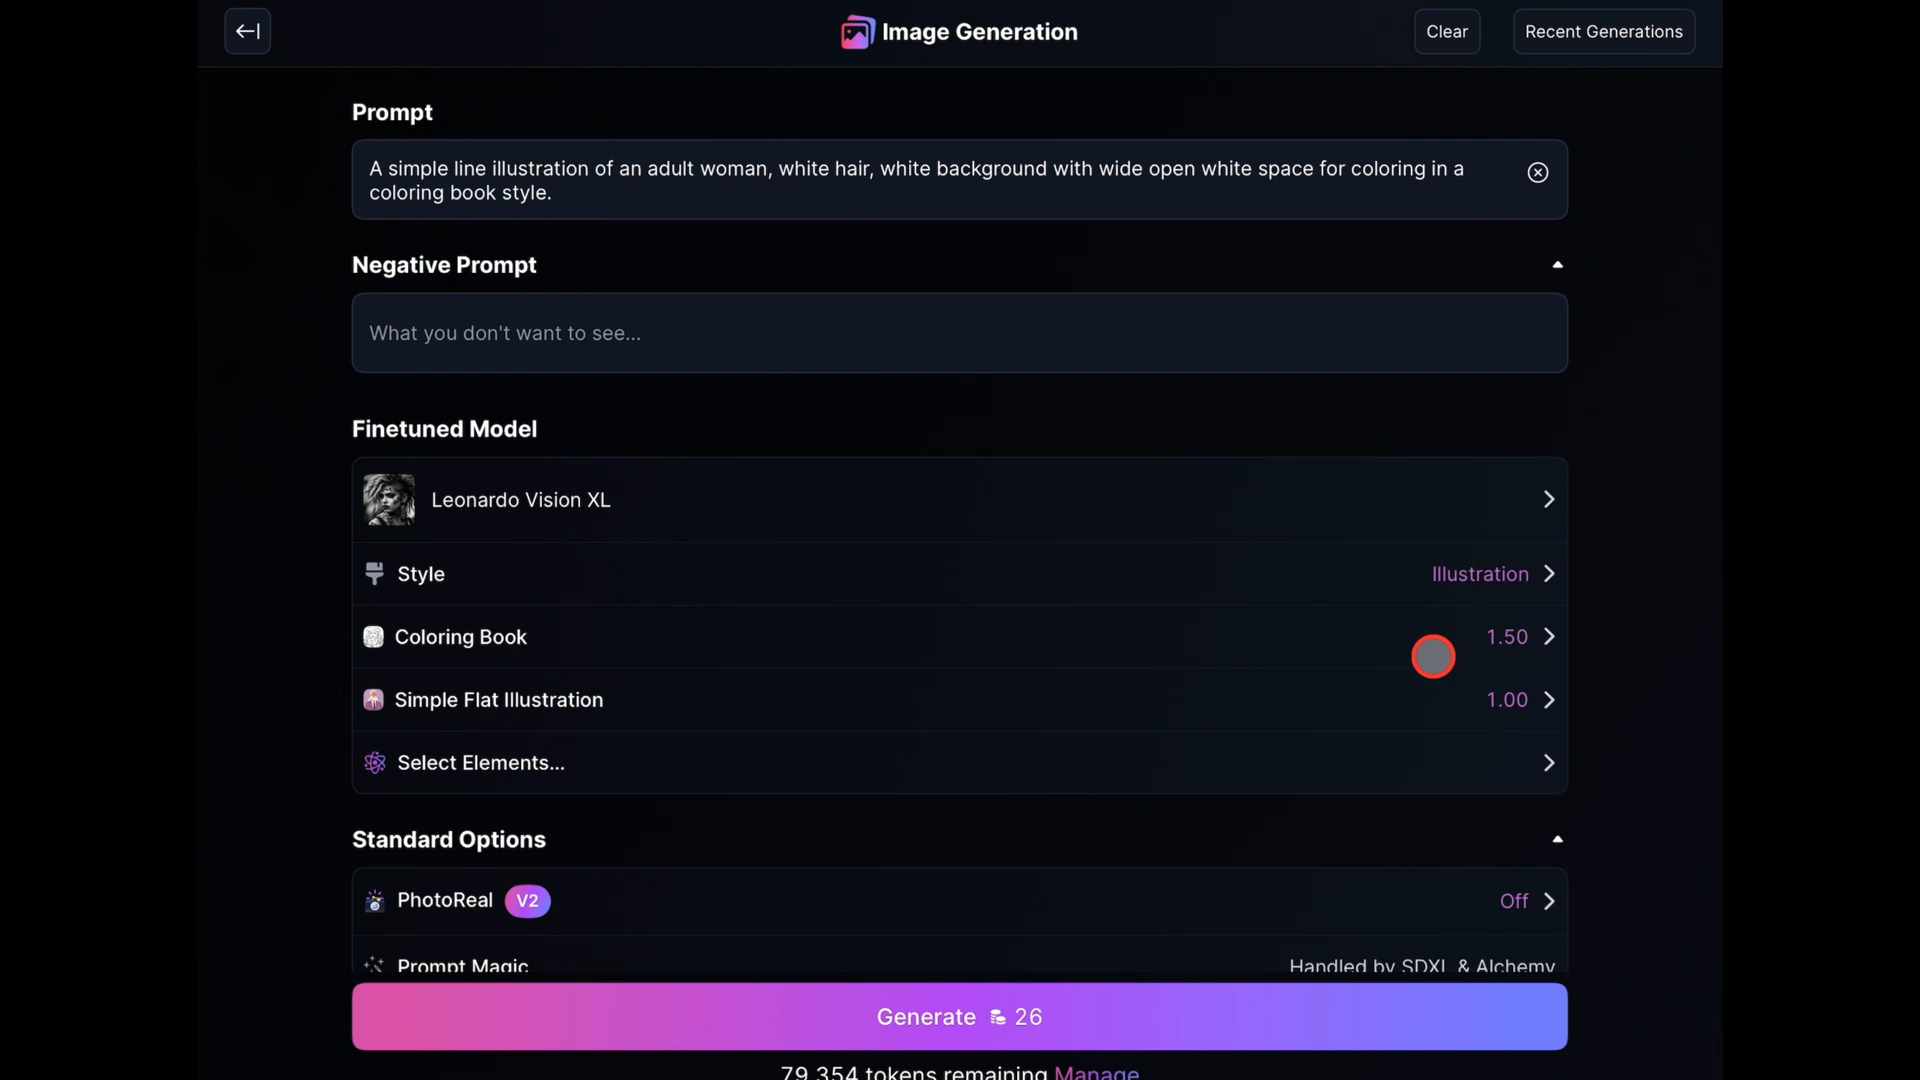 Image Generation
Clear
Recent Generations
Prompt
A simple line illustration of an adult woman, white hair, white background with wide open white space for coloring in a
coloring book style.
Negative Prompt
What you don't want to see...
Finetuned Model
Leonardo Vision XL
Style
Illustration
Coloring Book
1.50
Simple Flat Illustration
1.00
Select Elements...
Standard Options
PhotoReal V2
Off
Prompt Magic
Handled by SDXL & Alchemy
Generate 26
79,354 tokens remaining Manage